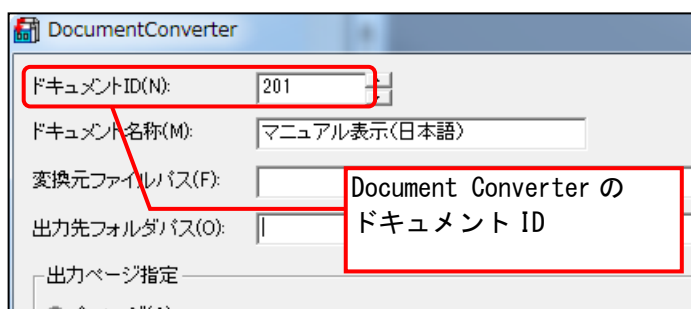 DocumentConverter
ドキュメントID(N): 201
ドキュメント名称(M): マニュアル表示(日本語)
変換元ファイルパス(F):
出力先フォルダパス(O):
Document Converter の
ドキュメント ID
出力ページ指定